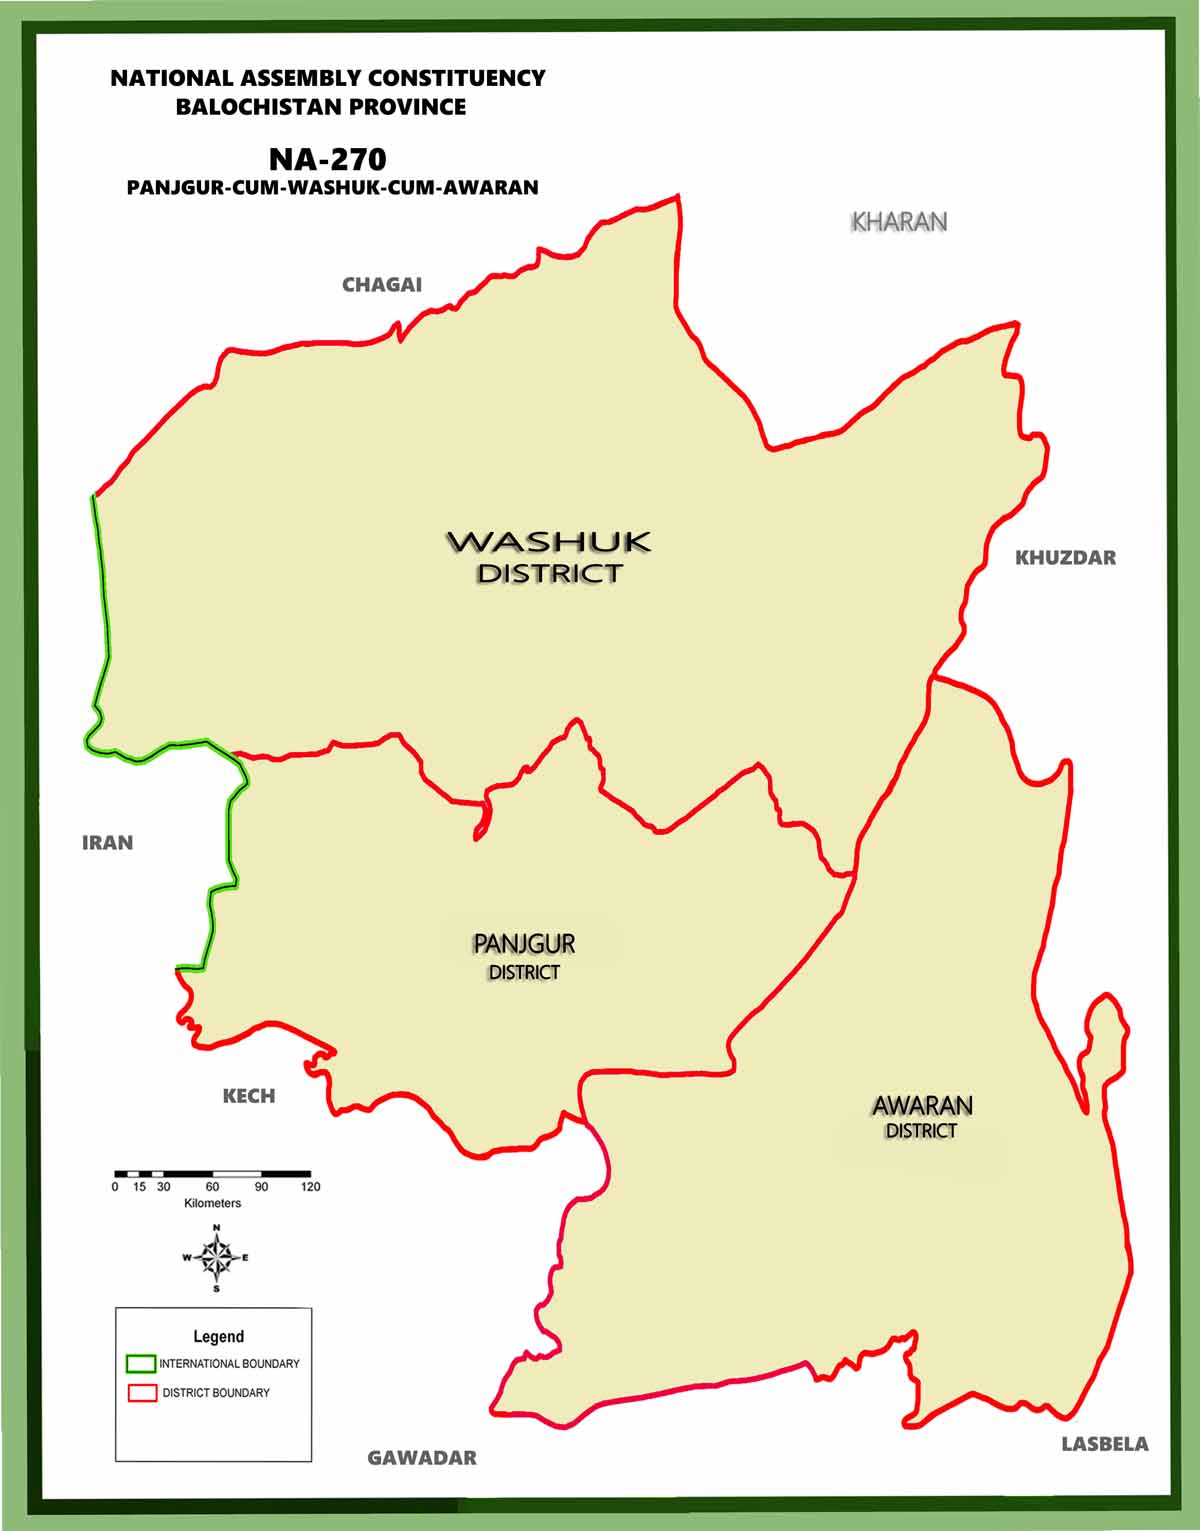 NATIONAL ASSEMBLY CONSTITUENCY
BALOCHISTAN PROVINCE
NA-270
PANJGUR-CUM-WASHUK-CUM-AWARAN
KHARAN
CHAGAI
WASHUK
DISTRICT
KHUZDAR
IRAN
PANJGUR
DISTRICT
KECH
AWARAN
DISTRICT
0 15 30 60 90 120
Kilometers
N
W E
S
Legend
INTERNATIONAL BOUNDARY
DISTRICT BOUNDARY
GAWADAR
LASBELA